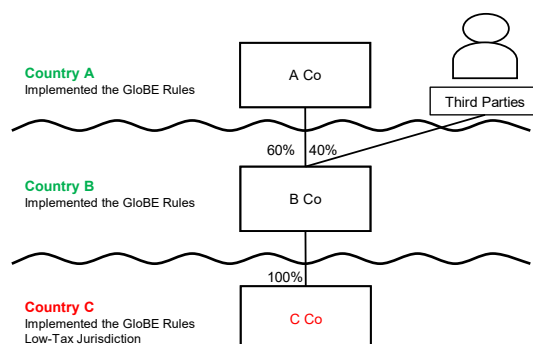 Country A
Implemented the GloBE Rules
A Co
Third Parties
60%
40%
Country B
Implemented the GloBE Rules
B Co
100%
Country C
Implemented the GloBE Rules
Low-Tax Jurisdiction
C Co